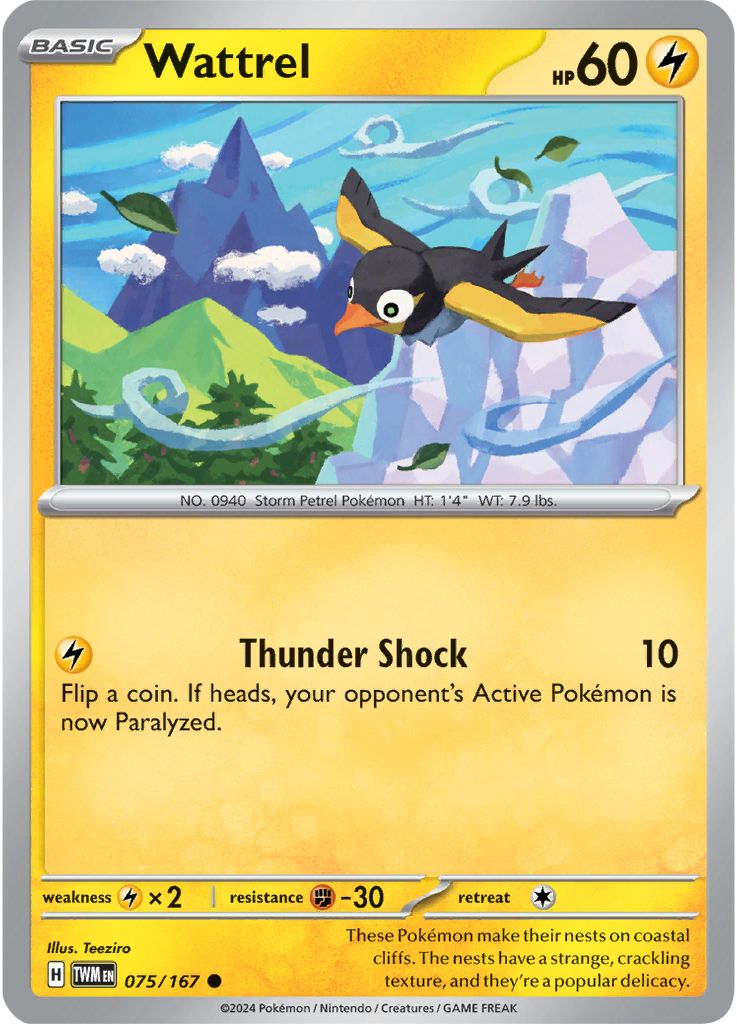 BASIC
Wattrel
HP 60
NO. 0940 Storm Petrel Pokémon HT: 1'4" WT: 7.9 lbs.
Thunder Shock 10
Flip a coin. If heads, your opponent's Active Pokémon is
now Paralyzed.
weakness ×2 resistance -30 retreat
Illus. Teeziro
H TWM EN 075/167
These Pokémon make their nests on coastal
cliffs. The nests have a strange, crackling
texture, and they're a popular delicacy.
©2024 Pokémon / Nintendo / Creatures / GAME FREAK